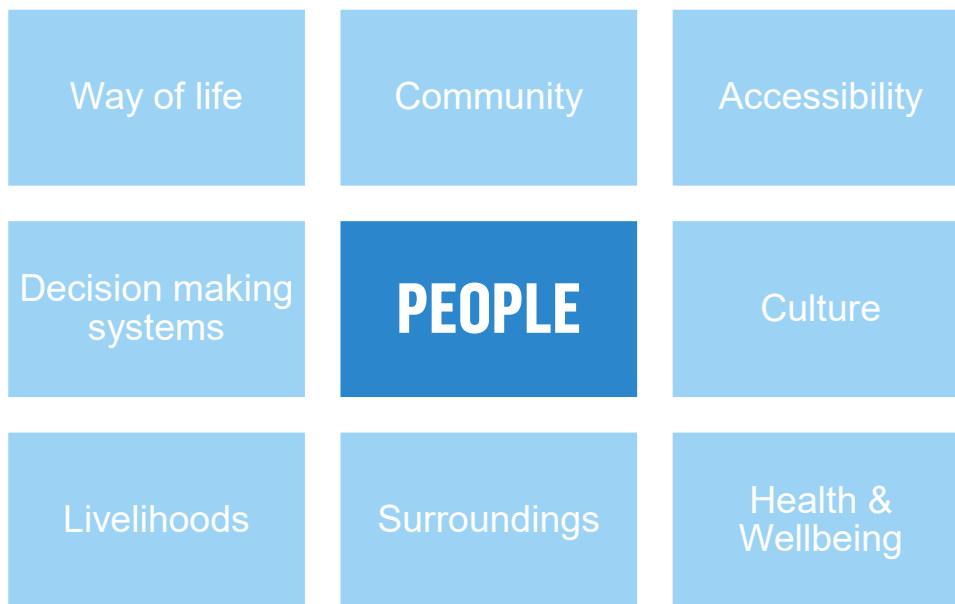 Way of life
Community
Accessibility
Decision making
systems
PEOPLE
Culture
Livelihoods
Surroundings
Health &
Wellbeing